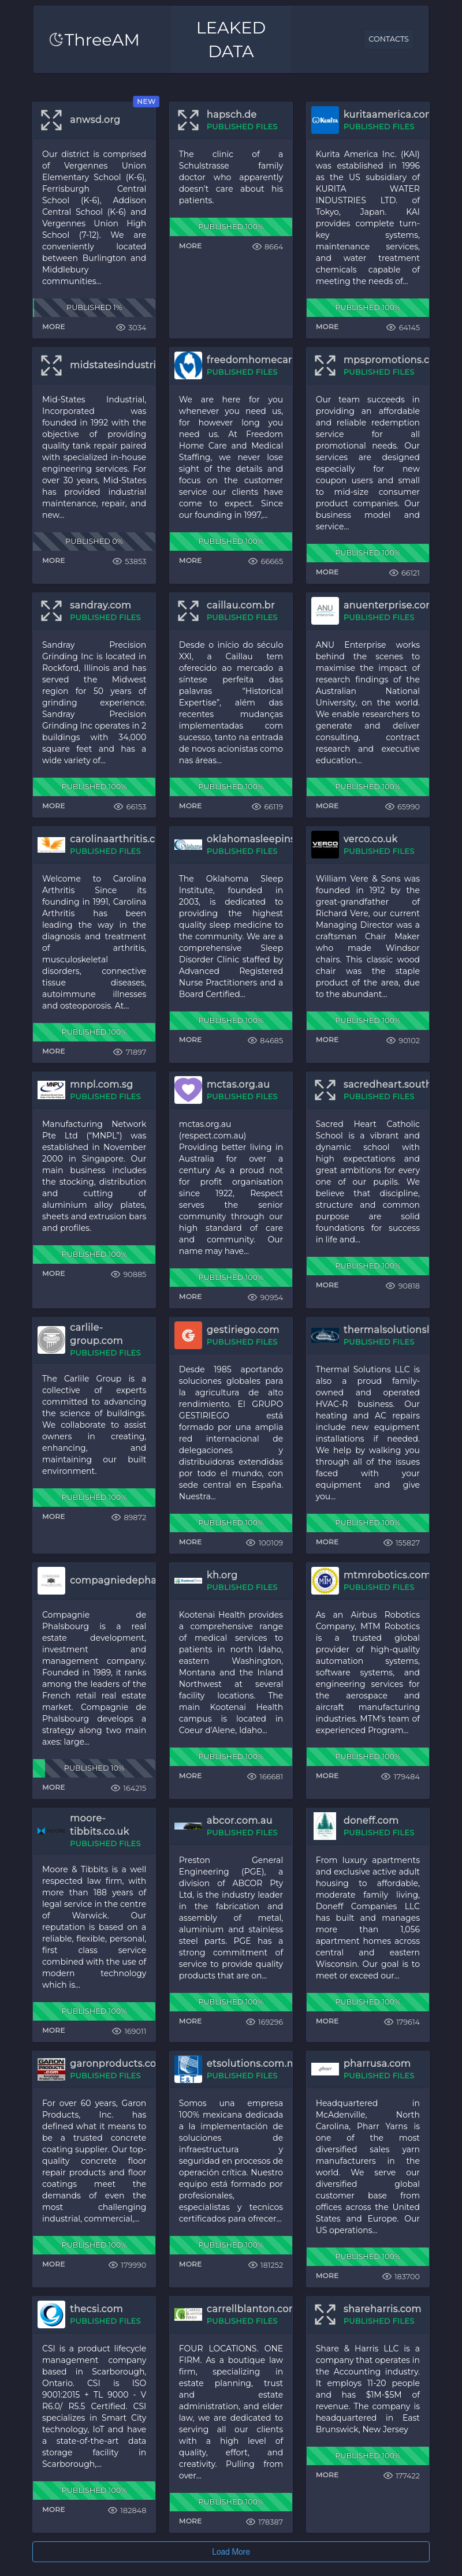 ThreeAM
LEAKED
DATA
CONTACTS
NEW
anwsd.org
Our district is comprised
of Vergennes Union
Elementary School (K-6),
Ferrisburgh Central
School (K-6), Addison
Central School (K-6) and
Vergennes Union High
School (7-12). We are
conveniently located
between Burlington and
Middlebury
communities...
PUBLISHED 1%
MORE 3034
hapsch.de
PUBLISHED FILES
The clinic of a
Schulstrasse family
doctor who apparently
doesn't care about his
patients.
PUBLISHED 100%
MORE 8664
kuritaamerica.com
PUBLISHED FILES
Kurita America Inc. (KAI)
was established in 1996
as the US subsidiary of
KURITA WATER
INDUSTRIES LTD. of
Tokyo, Japan. KAI
provides complete turn-
key systems,
maintenance services,
and water treatment
chemicals capable of
meeting the needs of...
PUBLISHED 100%
MORE 64145
midstatesindustri
Mid-States Industrial,
Incorporated was
founded in 1992 with the
objective of providing
quality tank repair paired
with specialized in-house
engineering services. For
over 30 years, Mid-States
has provided industrial
maintenance, repair, and
new...
PUBLISHED 0%
MORE 53853
freedomhomecar
PUBLISHED FILES
We are here for you
whenever you need us,
for however long you
need us. At Freedom
Home Care and Medical
Staffing, we never lose
sight of the details and
focus on the customer
service our clients have
come to expect. Since
our founding in 1997,...
PUBLISHED 100%
MORE 66665
mpspromotions.c
PUBLISHED FILES
Our team succeeds in
providing an affordable
and reliable redemption
service for all
promotional needs. Our
services are designed
especially for new
coupon users and small
to mid-size consumer
product companies. Our
business model and
service...
PUBLISHED 100%
MORE 66121
sandray.com
PUBLISHED FILES
Sandray Precision
Grinding Inc is located in
Rockford, Illinois and has
served the Midwest
region for 50 years of
grinding experience.
Sandray Precision
Grinding Inc operates in 2
buildings with 34,000
square feet and has a
wide variety of...
PUBLISHED 100%
MORE 66153
caillau.com.br
PUBLISHED FILES
Desde o início do século
XXI, a Caillau tem
oferecido ao mercado a
síntese perfeita das
palavras "Historical
Expertise", além das
recentes mudanças
implementadas com
sucesso, tanto na entrada
de novos acionistas como
nas áreas...
PUBLISHED 100%
MORE 66119
ANU
anuenterprise.com
PUBLISHED FILES
ANU Enterprise works
behind the scenes to
maximise the impact of
research findings of the
Australian National
University, on the world.
We enable researchers to
generate and deliver
consulting, contract
research and executive
education...
PUBLISHED 100%
MORE 65990
carolinaarthritis.c
PUBLISHED FILES
Welcome to Carolina
Arthritis Since its
founding in 1991, Carolina
Arthritis has been
leading the way in the
diagnosis and treatment
of arthritis,
musculoskeletal
disorders, connective
tissue diseases,
autoimmune illnesses
and osteoporosis. At...
PUBLISHED 100%
MORE 71897
oklahomasleepins
PUBLISHED FILES
The Oklahoma Sleep
Institute, founded in
2003, is dedicated to
providing the highest
quality sleep medicine to
the community. We are a
comprehensive Sleep
Disorder Clinic staffed by
Advanced Registered
Nurse Practitioners and a
Board Certified...
PUBLISHED 100%
MORE 84685
VERCO
verco.co.uk
PUBLISHED FILES
William Vere & Sons was
founded in 1912 by the
great-grandfather of
Richard Vere, our current
Managing Director was a
craftsman Chair Maker
who made Windsor
chairs. This classic wood
chair was the staple
product of the area, due
to the abundant...
PUBLISHED 100%
MORE 90102
MNPL
mnpl.com.sg
PUBLISHED FILES
Manufacturing Network
Pte Ltd ("MNPL") was
established in November
2000 in Singapore. Our
main business includes
the stocking, distribution
and cutting of
aluminium alloy plates,
sheets and extrusion bars
and profiles.
PUBLISHED 100%
MORE 90885
mctas.org.au
PUBLISHED FILES
mctas.org.au
(respect.com.au)
Providing better living in
Australia for over a
century As a proud not
for profit organisation
since 1922, Respect
serves the senior
community through our
high standard of care
and community. Our
name may have...
PUBLISHED 100%
MORE 90954
sacredheart.south
PUBLISHED FILES
Sacred Heart Catholic
School is a vibrant and
dynamic school with
high expectations and
great ambitions for every
one of our pupils. We
believe that discipline,
structure and common
purpose are solid
foundations for success
in life and...
PUBLISHED 100%
MORE 90818
carlile-
group.com
PUBLISHED FILES
The Carlile Group is a
collective of experts
committed to advancing
the science of buildings.
We collaborate to assist
owners in creating,
enhancing, and
maintaining our built
environment.
PUBLISHED 100%
MORE 89872
gestiriego.com
PUBLISHED FILES
Desde 1985 aportando
soluciones globales para
la agricultura de alto
rendimiento. El GRUPO
GESTIRIEGO está
formado por una amplia
red internacional de
delegaciones y
distribuidoras extendidas
por todo el mundo, con
sede central en España.
Nuestra...
PUBLISHED 100%
MORE 100109
thermalsolutionsl
PUBLISHED FILES
Thermal Solutions LLC is
also a proud family-
owned and operated
HVAC-R business. Our
heating and AC repairs
include new equipment
installations if needed.
We help by walking you
through all of the issues
faced with your
equipment and give
you...
PUBLISHED 100%
MORE 155827
compagniedepha
Compagnie de
Phalsbourg is a real
estate development,
investment and
management company.
Founded in 1989, it ranks
among the leaders of the
French retail real estate
market. Compagnie de
Phalsbourg develops a
strategy along two main
axes: large...
PUBLISHED 10%
MORE 164215
kh.org
PUBLISHED FILES
Kootenai Health provides
a comprehensive range
of medical services to
patients in north Idaho,
eastern Washington,
Montana and the Inland
Northwest at several
facility locations. The
main Kootenai Health
campus is located in
Coeur d'Alene, Idaho...
PUBLISHED 100%
MORE 166681
mtmrobotics.com
PUBLISHED FILES
As an Airbus Robotics
Company, MTM Robotics
is a trusted global
provider of high-quality
automation systems,
software systems, and
engineering services for
the aerospace and
aircraft manufacturing
industries. MTM's team of
experienced Program...
PUBLISHED 100%
MORE 179484
moore-
tibbits.co.uk
PUBLISHED FILES
Moore & Tibbits is a well
respected law firm, with
more than 188 years of
legal service in the centre
of Warwick. Our
reputation is based on a
reliable, flexible, personal,
first class service
combined with the use of
modern technology
which is...
PUBLISHED 100%
MORE 169011
abcor.com.au
PUBLISHED FILES
Preston General
Engineering (PGE), a
division of ABCOR Pty
Ltd, is the industry leader
in the fabrication and
assembly of metal,
aluminium and stainless
steel parts. PGE has a
strong commitment of
service to provide quality
products that are on...
PUBLISHED 100%
MORE 169296
doneff.com
PUBLISHED FILES
From luxury apartments
and exclusive active adult
housing to affordable,
moderate family living,
Doneff Companies LLC
has built and manages
more than 1,056
apartment homes across
central and eastern
Wisconsin. Our goal is to
meet or exceed our...
PUBLISHED 100%
MORE 179614
GARON
PRODUCTS
garonproducts.co
PUBLISHED FILES
For over 60 years, Garon
Products, Inc. has
defined what it means to
be a trusted concrete
coating supplier. Our top-
quality concrete floor
repair products and floor
coatings meet the
demands of even the
most challenging
industrial, commercial,...
PUBLISHED 100%
MORE 179990
etsolutions.com.m
PUBLISHED FILES
Somos una empresa
100% mexicana dedicada
a la implementación de
soluciones de
infraestructura y
seguridad en procesos de
operación crítica. Nuestro
equipo está formado por
profesionales,
especialistas y tecnicos
certificados para ofrecer...
PUBLISHED 100%
MORE 181252
pharrusa.com
PUBLISHED FILES
Headquartered in
McAdenville, North
Carolina, Pharr Yarns is
one of the most
diversified sales yarn
manufacturers in the
world. We serve our
diversified global
customer base from
offices across the United
States and Europe. Our
US operations...
PUBLISHED 100%
MORE 183700
thecsi.com
PUBLISHED FILES
CSI is a product lifecycle
management company
based in Scarborough,
Ontario. CSI is ISO
9001:2015 + TL 9000 - V
R6.0/ R5.5 Certified. CSI
specializes in Smart City
technology, IoT and have
a state-of-the-art data
storage facility in
Scarborough,...
PUBLISHED 100%
MORE 182848
carrellblanton.com
PUBLISHED FILES
FOUR LOCATIONS. ONE
FIRM. As a boutique law
firm, specializing in
estate planning, trust
and estate
administration, and elder
law, we are dedicated to
serving all our clients
with a high level of
quality, effort, and
creativity. Pulling from
over...
PUBLISHED 100%
MORE 178387
shareharris.com
PUBLISHED FILES
Share & Harris LLC is a
company that operates in
the Accounting industry.
It employs 11-20 people
and has $1M-$5M of
revenue. The company is
headquartered in East
Brunswick, New Jersey
PUBLISHED 100%
MORE 177422
Load More